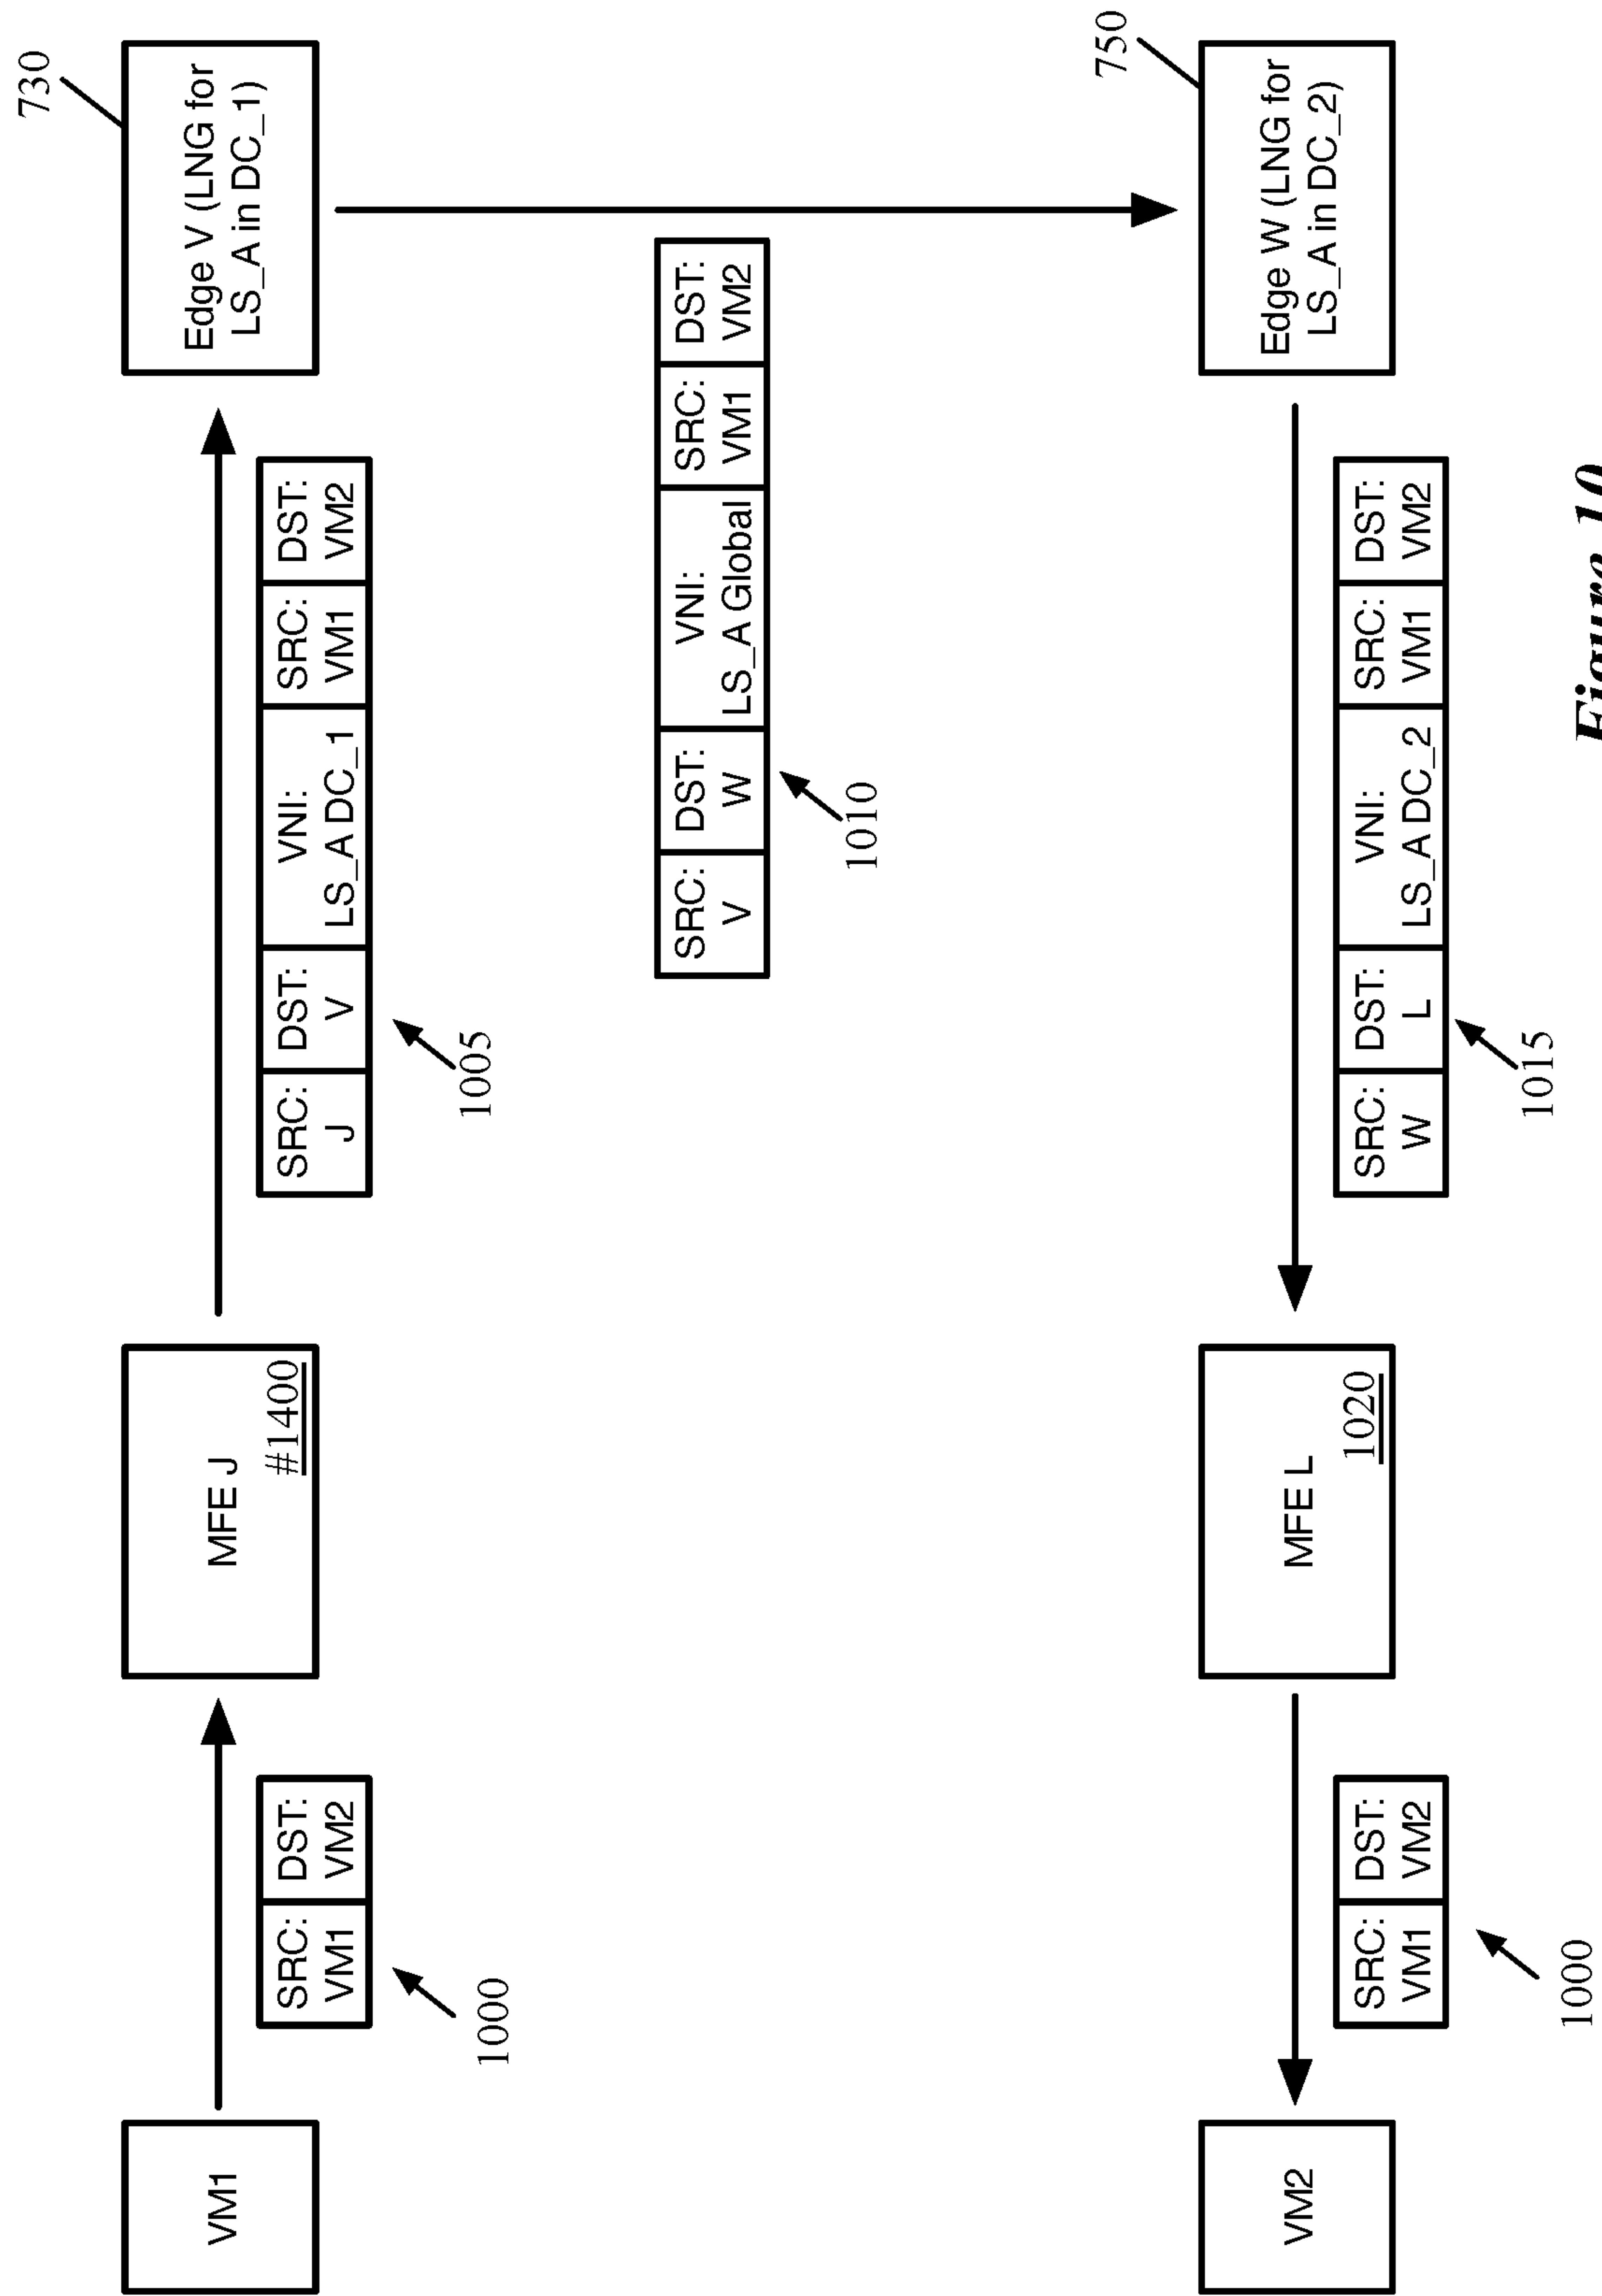 VM1
SRC:
VM1
DST:
VM2
1000
MFE J
#1400
SRC:
J
DST:
V
VNI:
LS_A DC_1
SRC:
VM1
DST:
VM2
1005
Edge V (LNG for
LS_A in DC_1)
730
SRC:
V
DST:
W
VNI:
LS_A Global
SRC:
VM1
DST:
VM2
1010
VM2
SRC:
VM1
DST:
VM2
1000
MFE L
1020
SRC:
W
DST:
L
VNI:
LS_A DC_2
SRC:
VM1
DST:
VM2
1015
Edge W (LNG for
LS_A in DC_2)
750
Figure 10